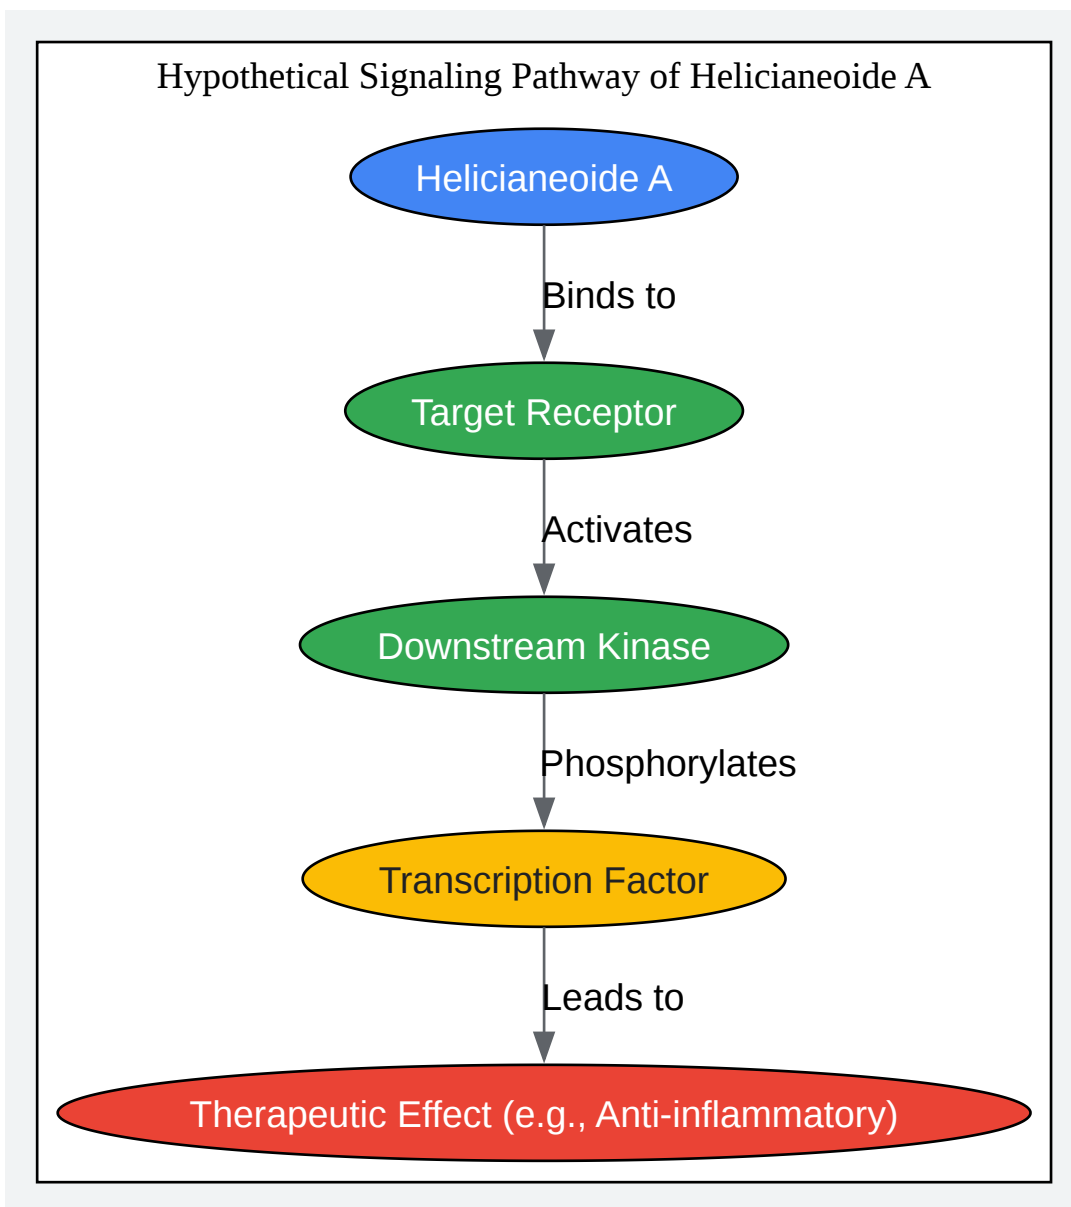 Hypothetical Signaling Pathway of Helicianeoide A
Helicianeoide A
Binds to
Target Receptor
Activates
Downstream Kinase
Phosphorylates
Transcription Factor
Leads to
Therapeutic Effect (e.g., Anti-inflammatory)